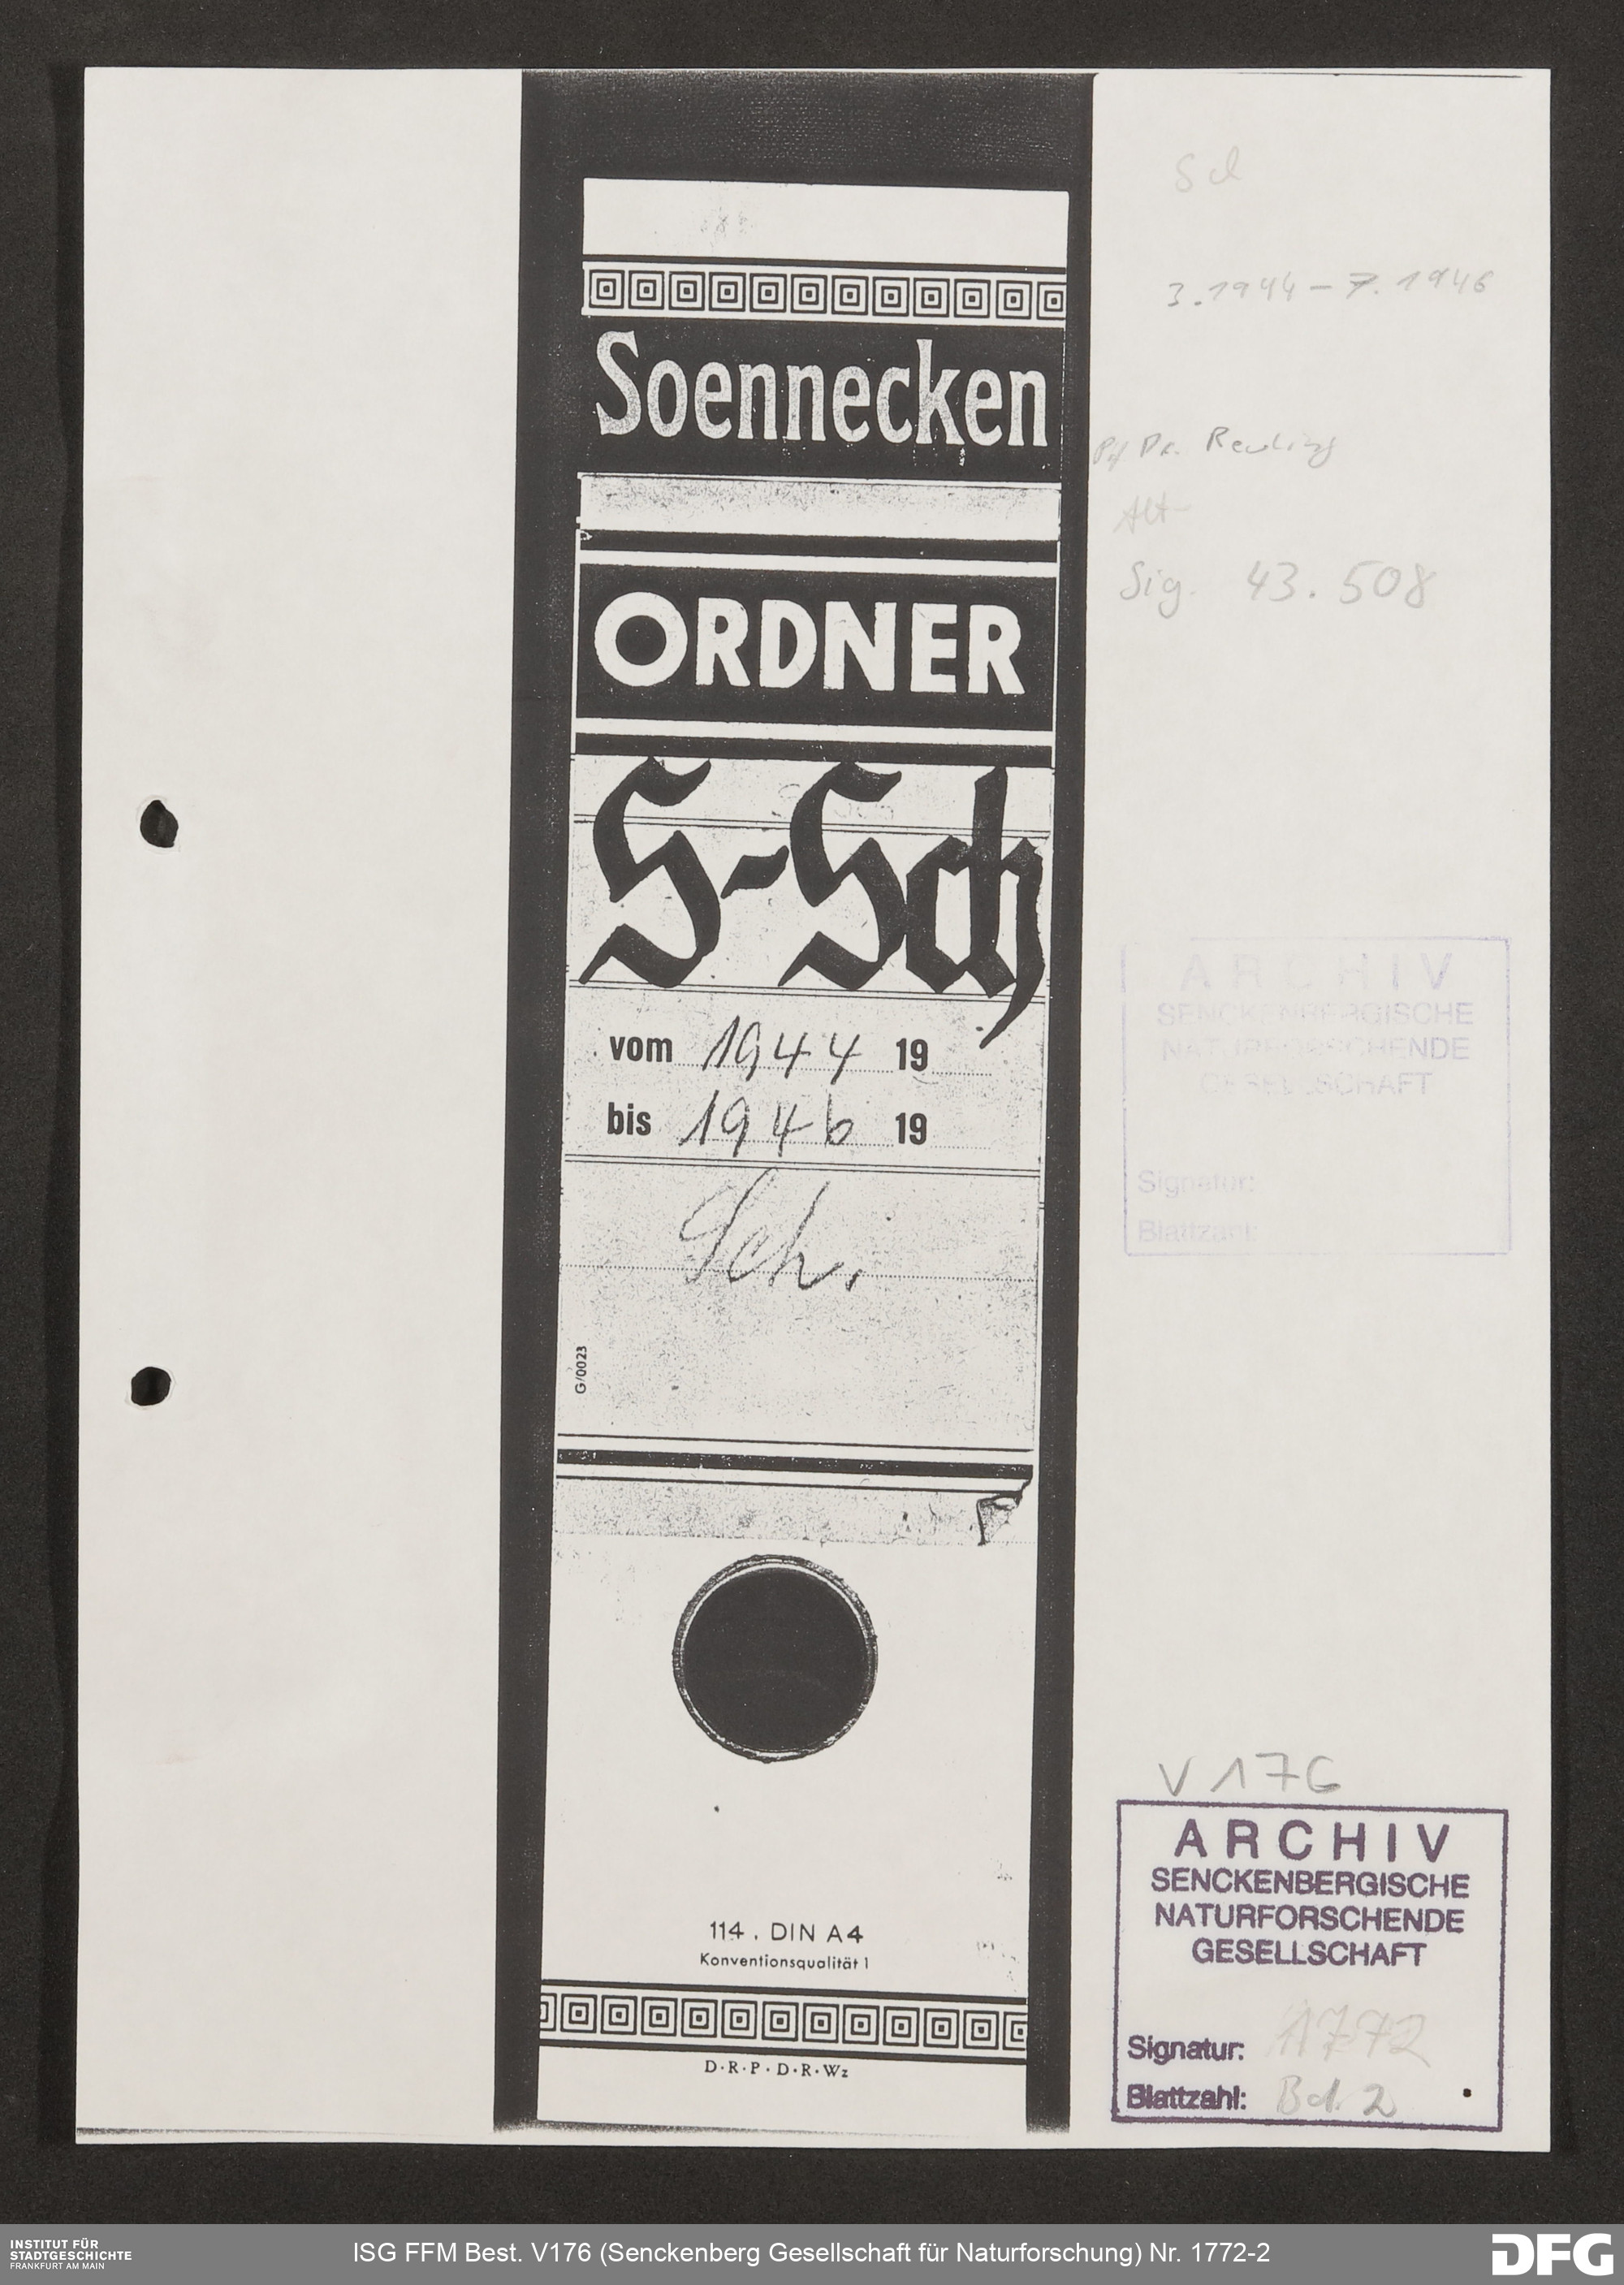 Soennecken
ORDNER
S-Sch
vom 1944 19
bis 1946 19
Sch.
G/0023
114. DIN A4
Konventionsqualität 1
D·R·P·D·R·Wz
3.1944 – 7.1946
Dr.
Alt
Sig. 43.508
ARCHIV
SENCKENBERGISCHE
NATURFORSCHENDE
GESELLSCHAFT
Signatur:
Blattzahl:
V 176
ARCHIV
SENCKENBERGISCHE
NATURFORSCHENDE
GESELLSCHAFT
Signatur: 1772
Blattzahl: Bd. 2
INSTITUT FÜR
STADTGESCHICHTE
FRANKFURT AM MAIN
ISG FFM Best. V176 (Senckenberg Gesellschaft für Naturforschung) Nr. 1772-2
DFG